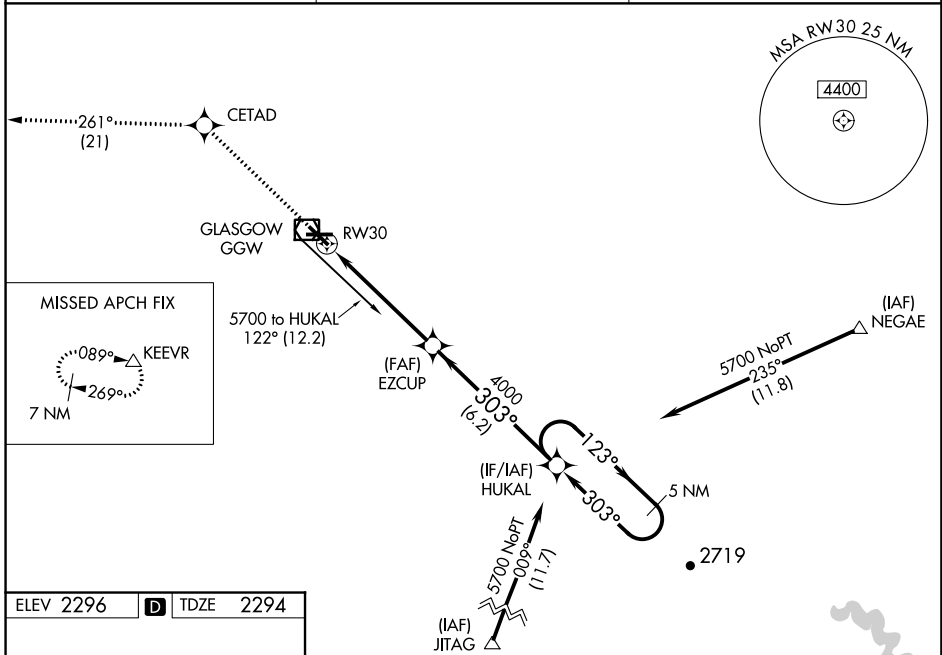 MSA RW30 25 NM
4400
261°
(21)
CETAD
GLASGOW
GGW
RW30
MISSED APCH FIX
089°
KEEVR
269°
7 NM
5700 to HUKAL
122° (12.2)
(FAF)
EZCUP
(IAF)
NEGAE
5700 NoPT
235°
(11.8)
4000
303°
(6.2)
(IF/IAF)
HUKAL
123°
303°
5 NM
5700 NoPT
009°
(11.7)
2719
(IAF)
JITAG
ELEV 2296 D TDZE 2294